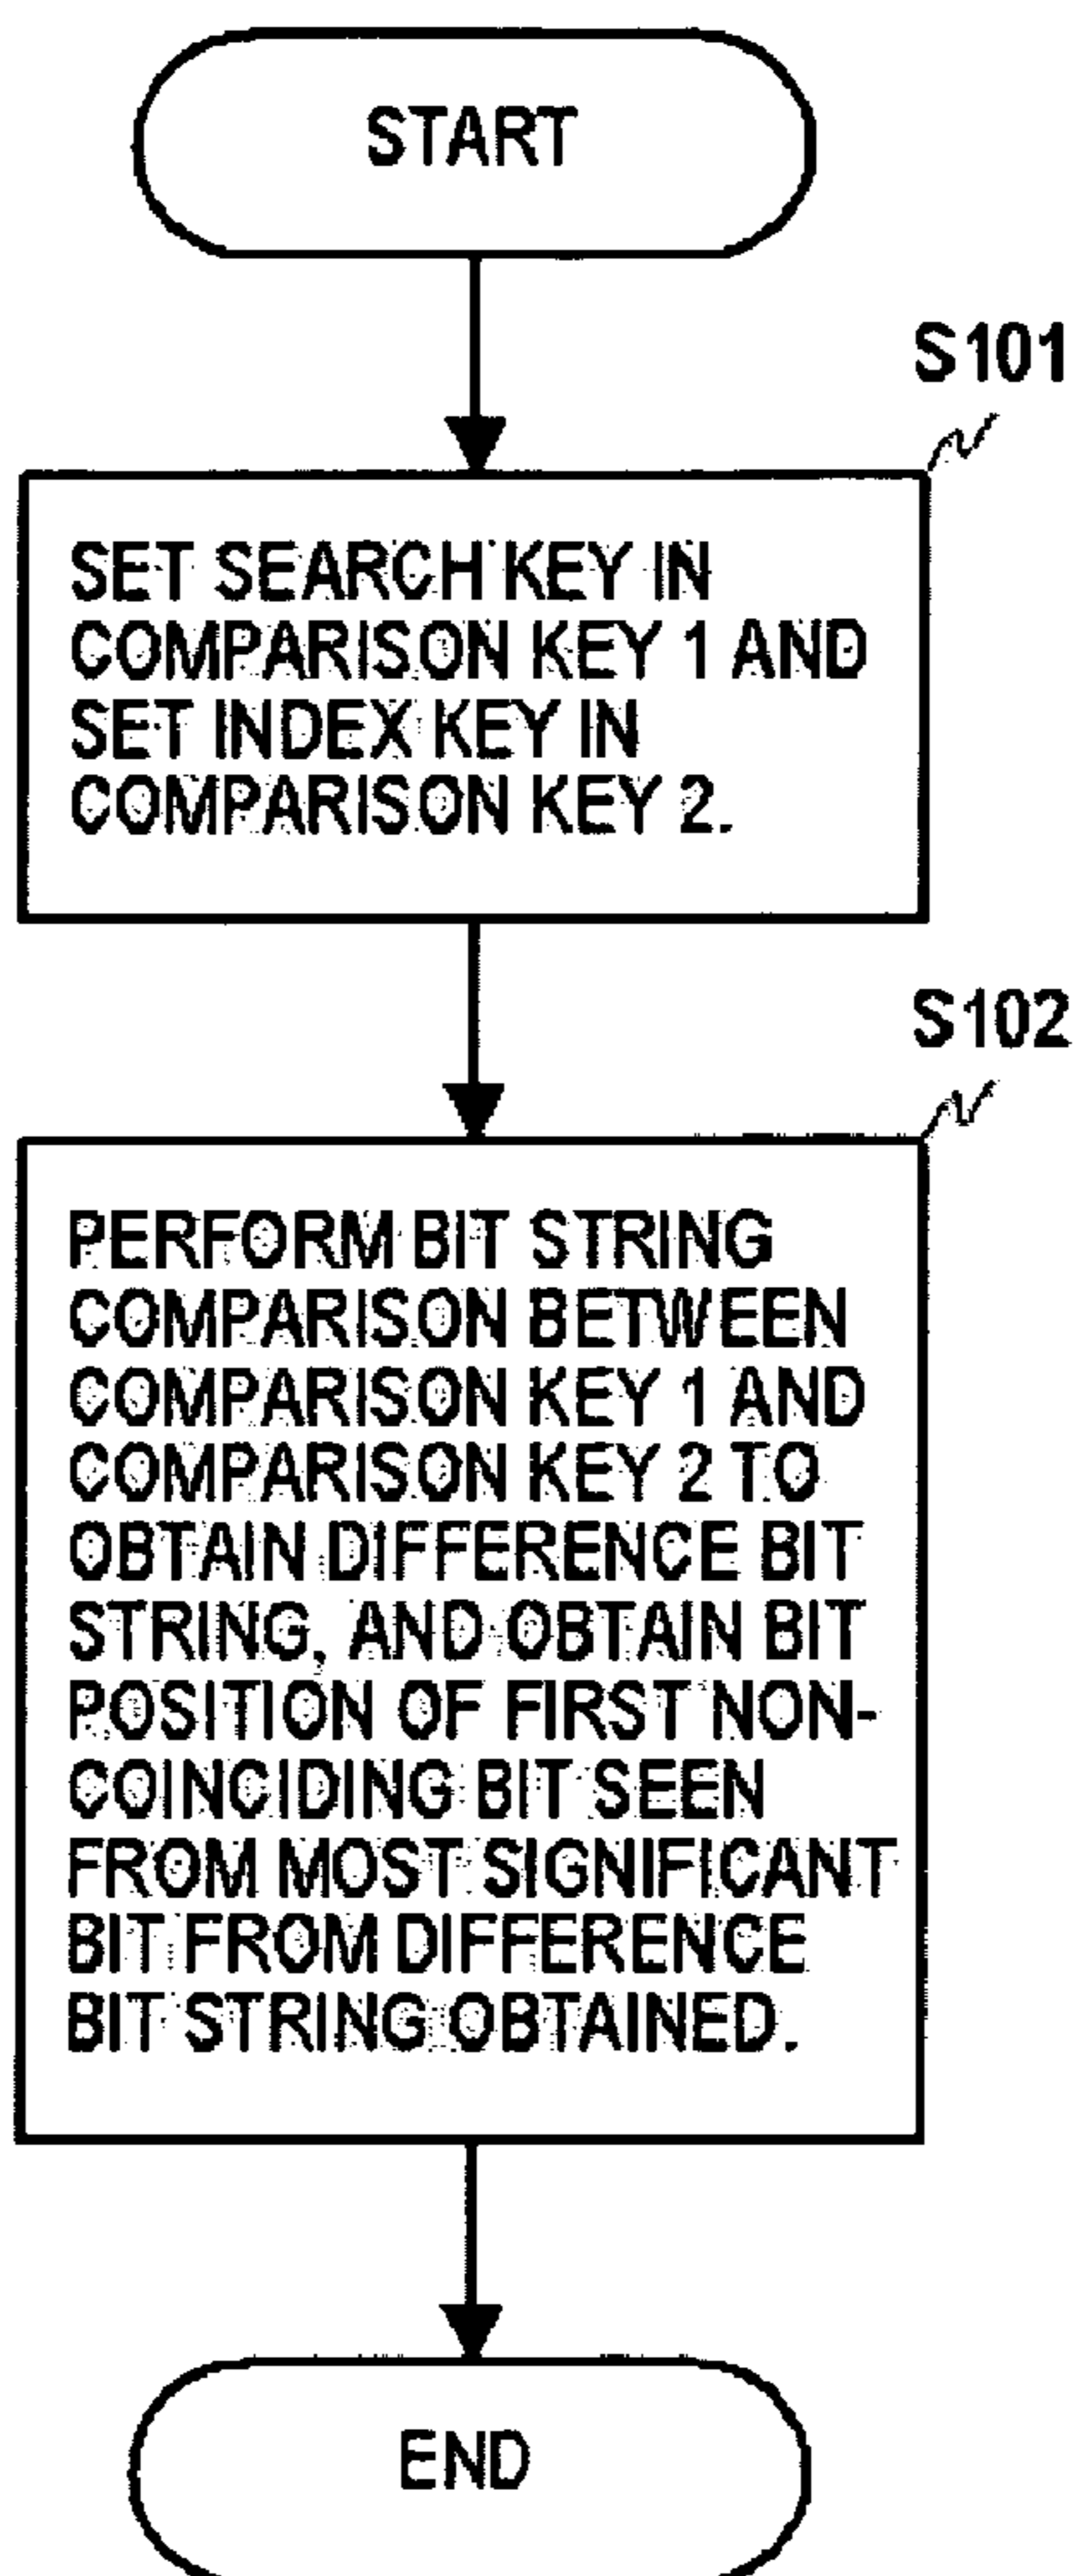 START
S101
SET SEARCH KEY IN
COMPARISON KEY 1 AND
SET INDEX KEY IN
COMPARISON KEY 2.
S102
PERFORM BIT STRING
COMPARISON BETWEEN
COMPARISON KEY 1 AND
COMPARISON KEY 2 TO
OBTAIN DIFFERENCE BIT
STRING, AND OBTAIN BIT
POSITION OF FIRST NON-
COINCIDING BIT SEEN
FROM MOST SIGNIFICANT
BIT FROM DIFFERENCE
BIT STRING OBTAINED.
END